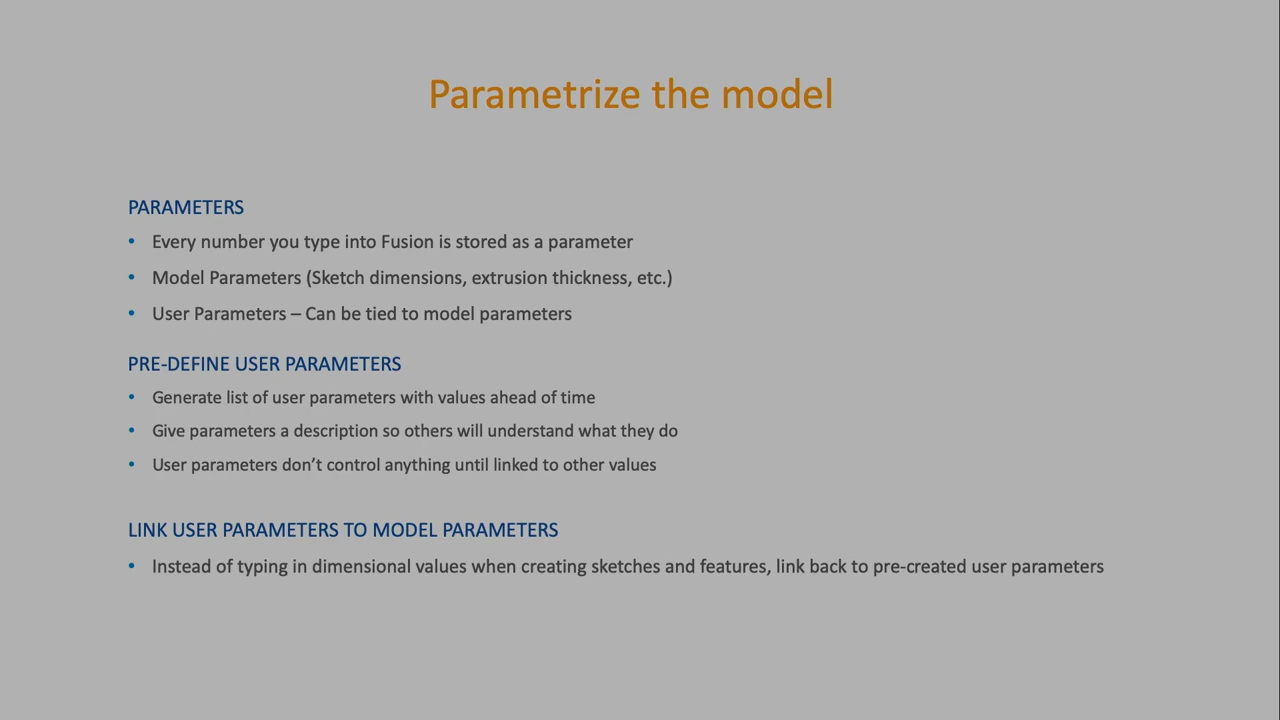 Parametrize the model
PARAMETERS
• Every number you type into Fusion is stored as a parameter
• Model Parameters (Sketch dimensions, extrusion thickness, etc.)
• User Parameters – Can be tied to model parameters
PRE-DEFINE USER PARAMETERS
• Generate list of user parameters with values ahead of time
• Give parameters a description so others will understand what they do
• User parameters don’t control anything until linked to other values
LINK USER PARAMETERS TO MODEL PARAMETERS
• Instead of typing in dimensional values when creating sketches and features, link back to pre-created user parameters